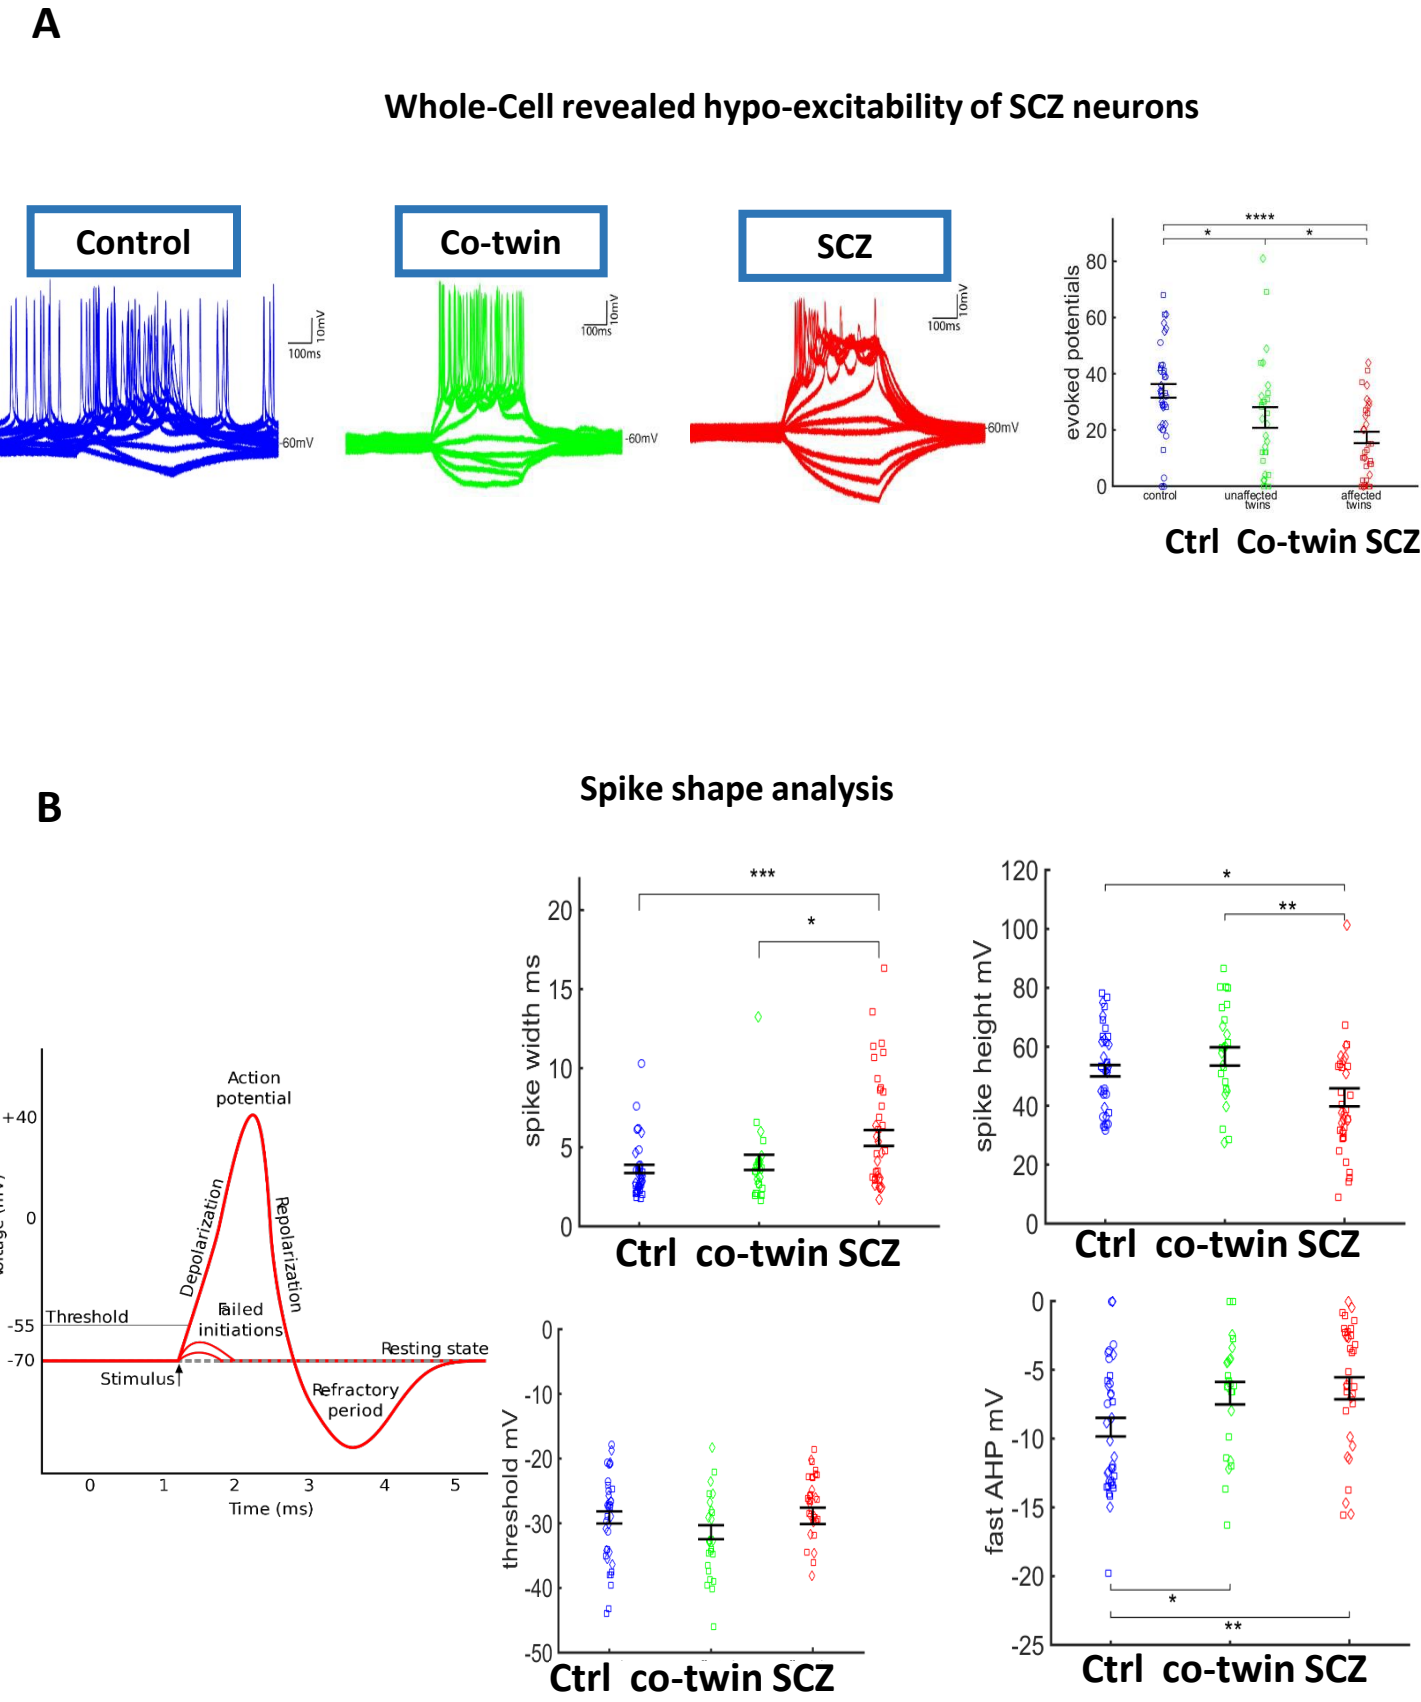 A
Whole-Cell revealed hypo-excitability of SCZ neurons
Control
Co-twin
SCZ
10mV
100ms
-60mV
10mV
100ms
-60mV
10mV
100ms
-60mV
****
*
*
evoked potentials
80
60
40
20
0
control
unaffected
twins
affected
twins
Ctrl Co-twin SCZ
B
Spike shape analysis
+40
0
-55
-70
Action
potential
Depolarization
Repolarization
Threshold
Failed
initiations
Stimulus
Resting state
Refractory
period
0 1 2 3 4 5
Time (ms)
***
*
spike width ms
20
15
10
5
0
Ctrl co-twin SCZ
*
**
spike height mV
120
100
80
60
40
20
0
Ctrl co-twin SCZ
threshold mV
0
-10
-20
-30
-40
-50
Ctrl co-twin SCZ
fast AHP mV
0
-5
-10
-15
-20
-25
*
**
Ctrl co-twin SCZ